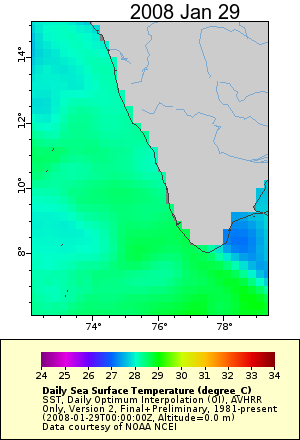 2008 Jan 29
14°
12°
10°
8°
74° 76° 78°
24 25 26 27 28 29 30 31 32 33 34
Daily Sea Surface Temperature (degree_C)
SST, Daily Optimum Interpolation (OI), AVHRR
Only, Version 2, Final+Preliminary, 1981-present
(2008-01-29T00:00:00Z, Altitude=0.0 m)
Data courtesy of NOAA NCEI